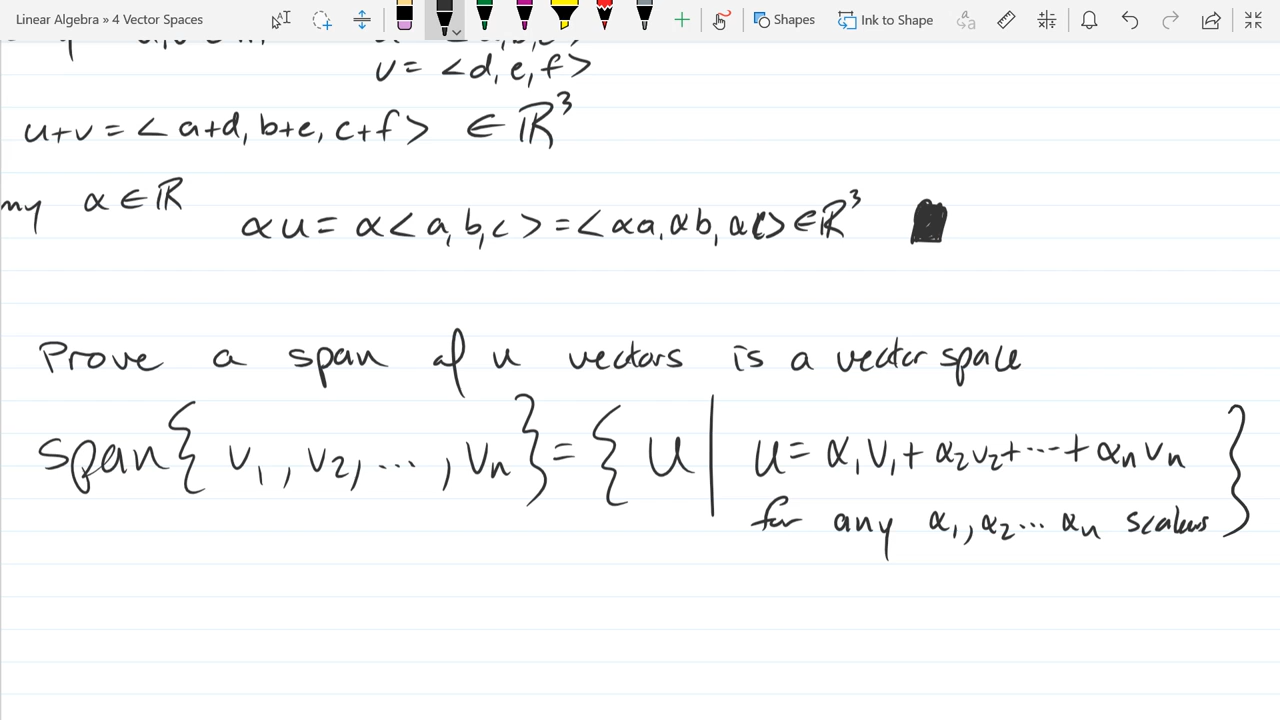 Linear Algebra » 4 Vector Spaces
Shapes
Ink to Shape
v = <d, e, f>
u+v = < a+d, b+e, c+f > ∈ ℝ³
my α ∈ ℝ
αu = α< a, b, c > = < αa, αb, αc> ∈ ℝ³ ■
Prove a span of n vectors is a vector space
span{ v₁, v₂, ..., vₙ } = { u | u = α₁v₁ + α₂v₂ + ... + αₙvₙ
for any α₁, α₂ ... αₙ scalars }